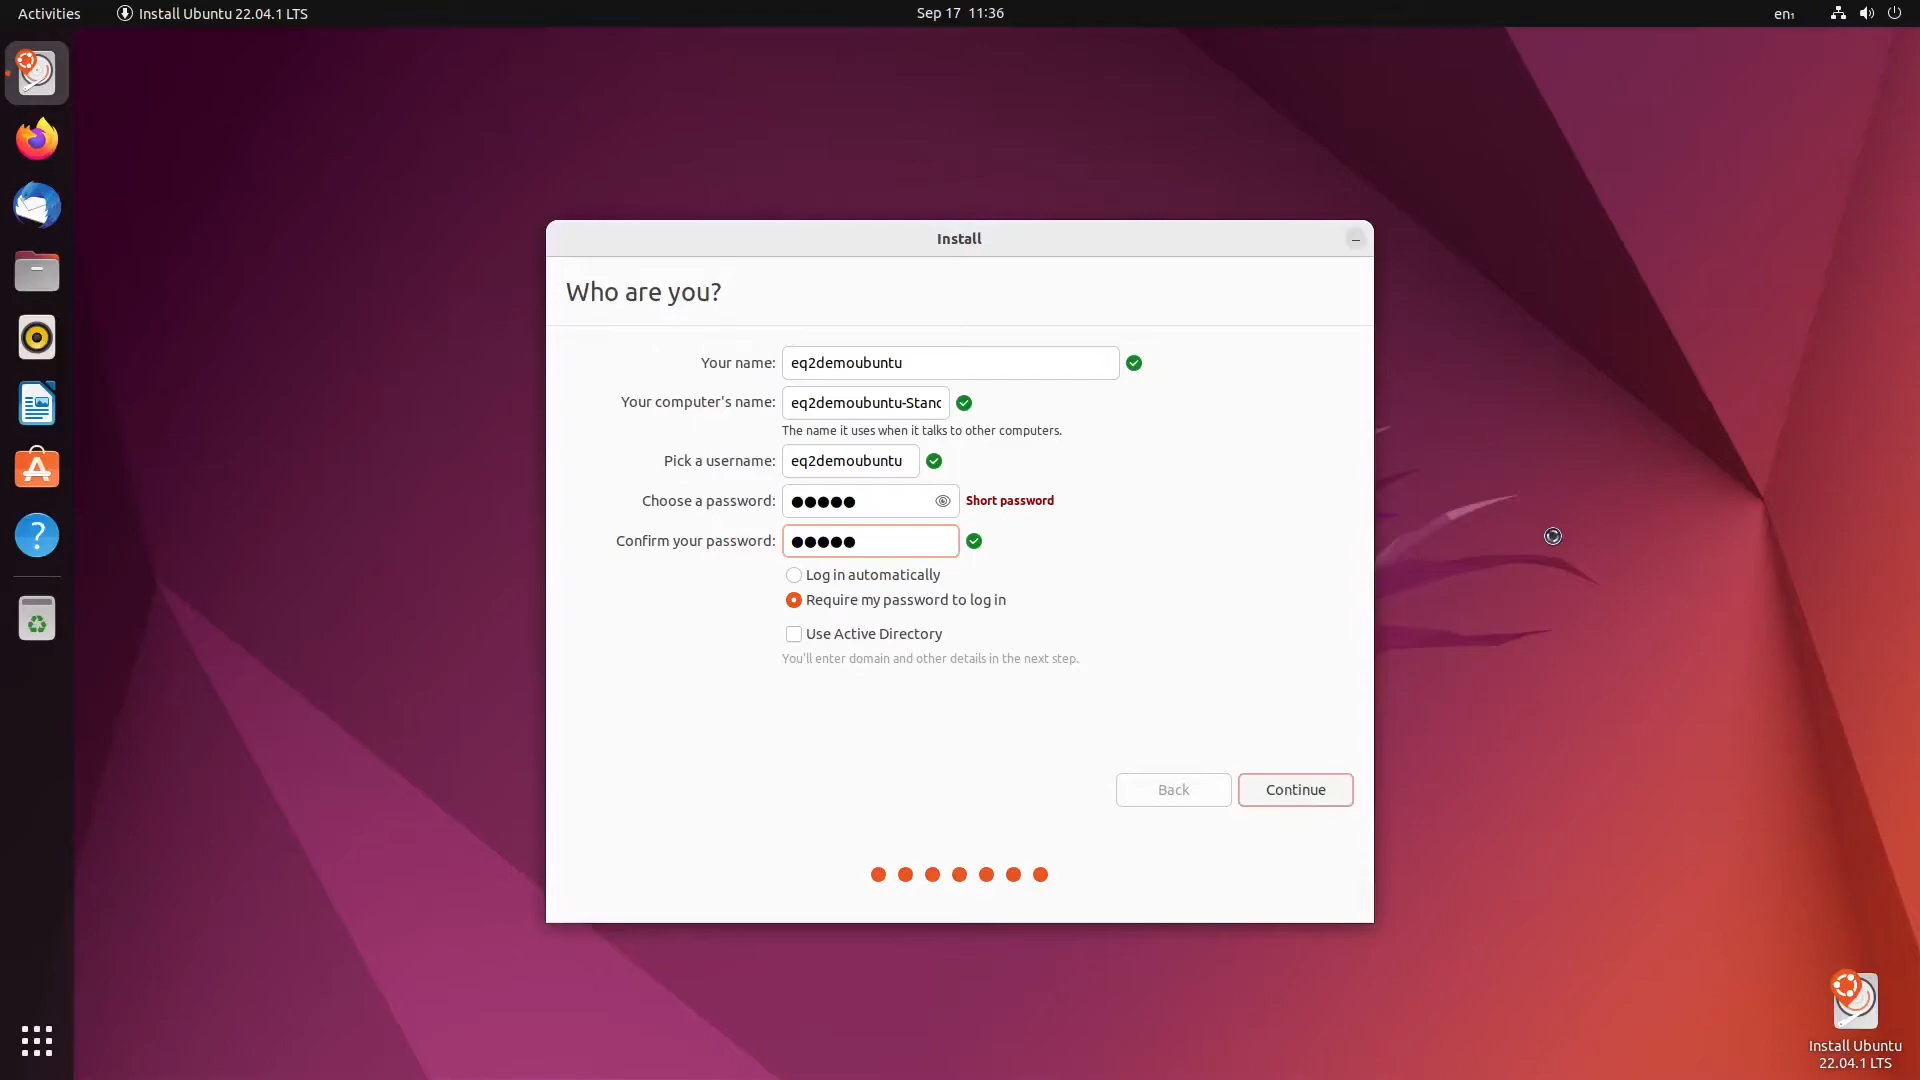 Activities
Install Ubuntu 22.04.1 LTS
Sep 17 11:36
en₁
Install
Who are you?
Your name: eq2demoubuntu
Your computer's name: eq2demoubuntu-Stand
The name it uses when it talks to other computers.
Pick a username: eq2demoubuntu
Choose a password: ●●●●● Short password
Confirm your password: ●●●●●
Log in automatically
Require my password to log in
Use Active Directory
You'll enter domain and other details in the next step.
Back
Continue
Install Ubuntu
22.04.1 LTS